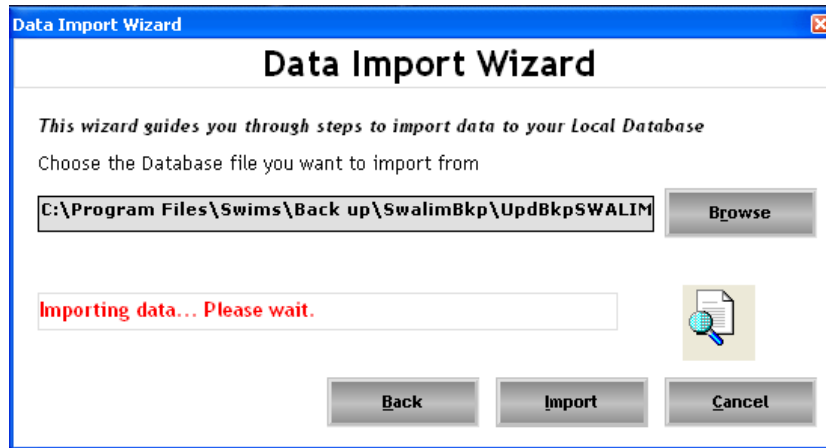 Data Import Wizard
Data Import Wizard
This wizard guides you through steps to import data to your Local Database
Choose the Database file you want to import from
C:\Program Files\Swims\Back up\SwalimBkp\UpdBkpSWALIM
Browse
Importing data... Please wait.
Back
Import
Cancel